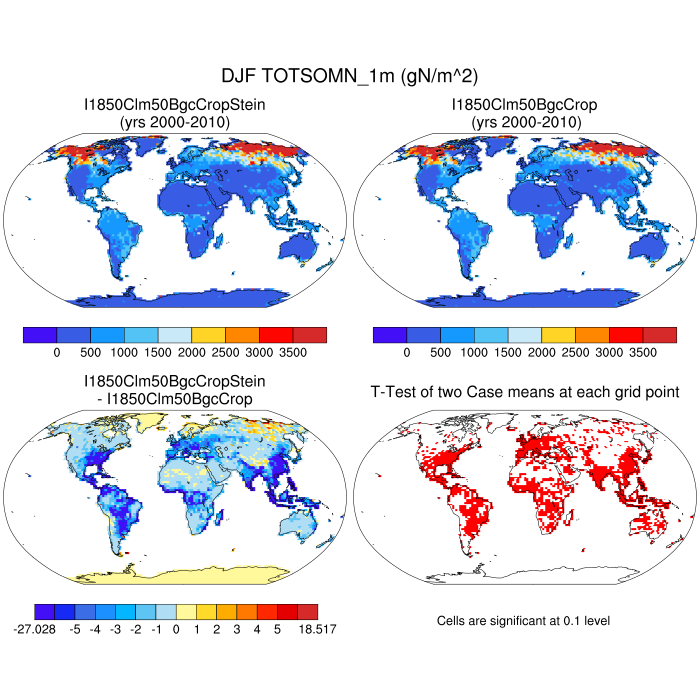 DJF TOTSOMN_1m (gN/m^2)
I1850Clm50BgcCropStein
(yrs 2000-2010)
I1850Clm50BgcCrop
(yrs 2000-2010)
0 500 1000 1500 2000 2500 3000 3500
0 500 1000 1500 2000 2500 3000 3500
I1850Clm50BgcCropStein
- I1850Clm50BgcCrop
T-Test of two Case means at each grid point
-27.028 -5 -4 -3 -2 -1 0 1 2 3 4 5 18.517
Cells are significant at 0.1 level